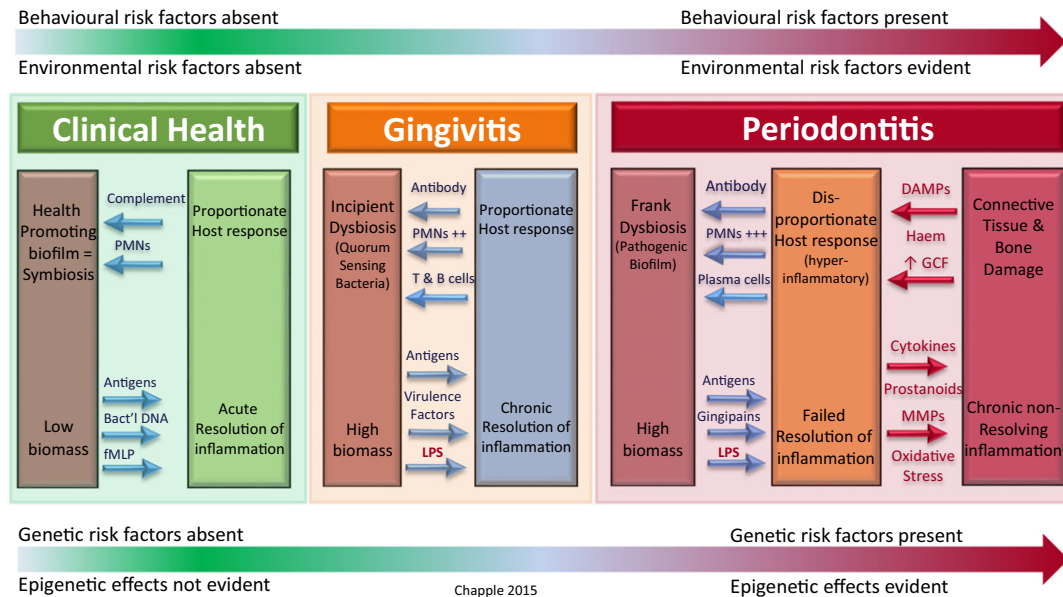 Behavioural risk factors absent
Behavioural risk factors present
Environmental risk factors absent
Environmental risk factors evident
Clinical Health
Health
Promoting
biofilm =
Symbiosis
Low
biomass
Complement
PMNs
Antigens
Bact'l DNA
fMLP
Proportionate
Host response
Acute
Resolution of
inflammation
Gingivitis
Incipient
Dysbiosis
(Quorum
Sensing
Bacteria)
High
biomass
Antibody
PMNs ++
T & B cells
Antigens
Virulence
Factors
LPS
Proportionate
Host response
Chronic
Resolution of
inflammation
Periodontitis
Frank
Dysbiosis
(Pathogenic
Biofilm)
High
biomass
Antibody
PMNs +++
Plasma cells
Antigens
Gingipains
LPS
Dis-
proportionate
Host response
(hyper-
inflammatory)
Failed
Resolution of
inflammation
DAMPs
Haem
↑ GCF
Cytokines
Prostanoids
MMPs
Oxidative
Stress
Connective
Tissue &
Bone
Damage
Chronic non-
Resolving
inflammation
Genetic risk factors absent
Genetic risk factors present
Epigenetic effects not evident
Chapple 2015
Epigenetic effects evident